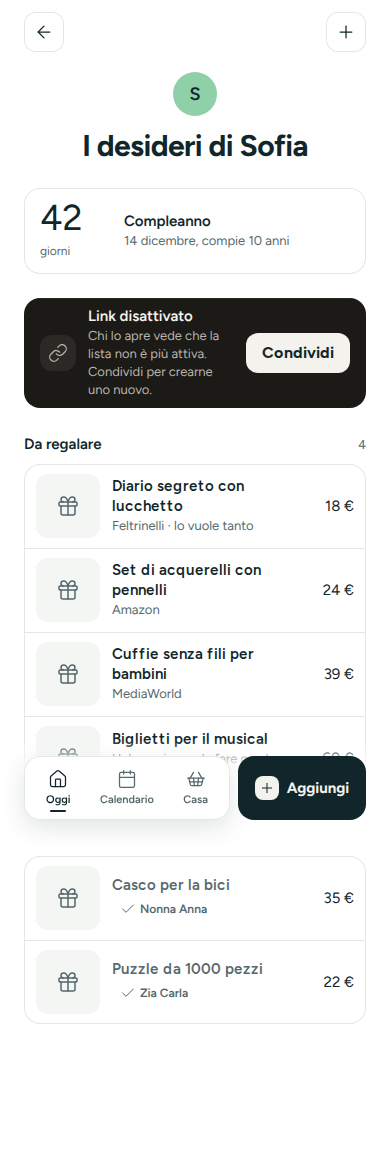 S
I desideri di Sofia
42
giorni
Compleanno
14 dicembre, compie 10 anni
Link disattivato
Chi lo apre vede che la
lista non è più attiva.
Condividi per crearne
uno nuovo.
Condividi
Da regalare
4
Diario segreto con
lucchetto
18 €
Feltrinelli · lo vuole tanto
Set di acquerelli con
pennelli
24 €
Amazon
Cuffie senza fili per
bambini
39 €
MediaWorld
Biglietti per il musical
Oggi
Calendario
Casa
Aggiungi
Casco per la bici
Nonna Anna
35 €
Puzzle da 1000 pezzi
Zia Carla
22 €